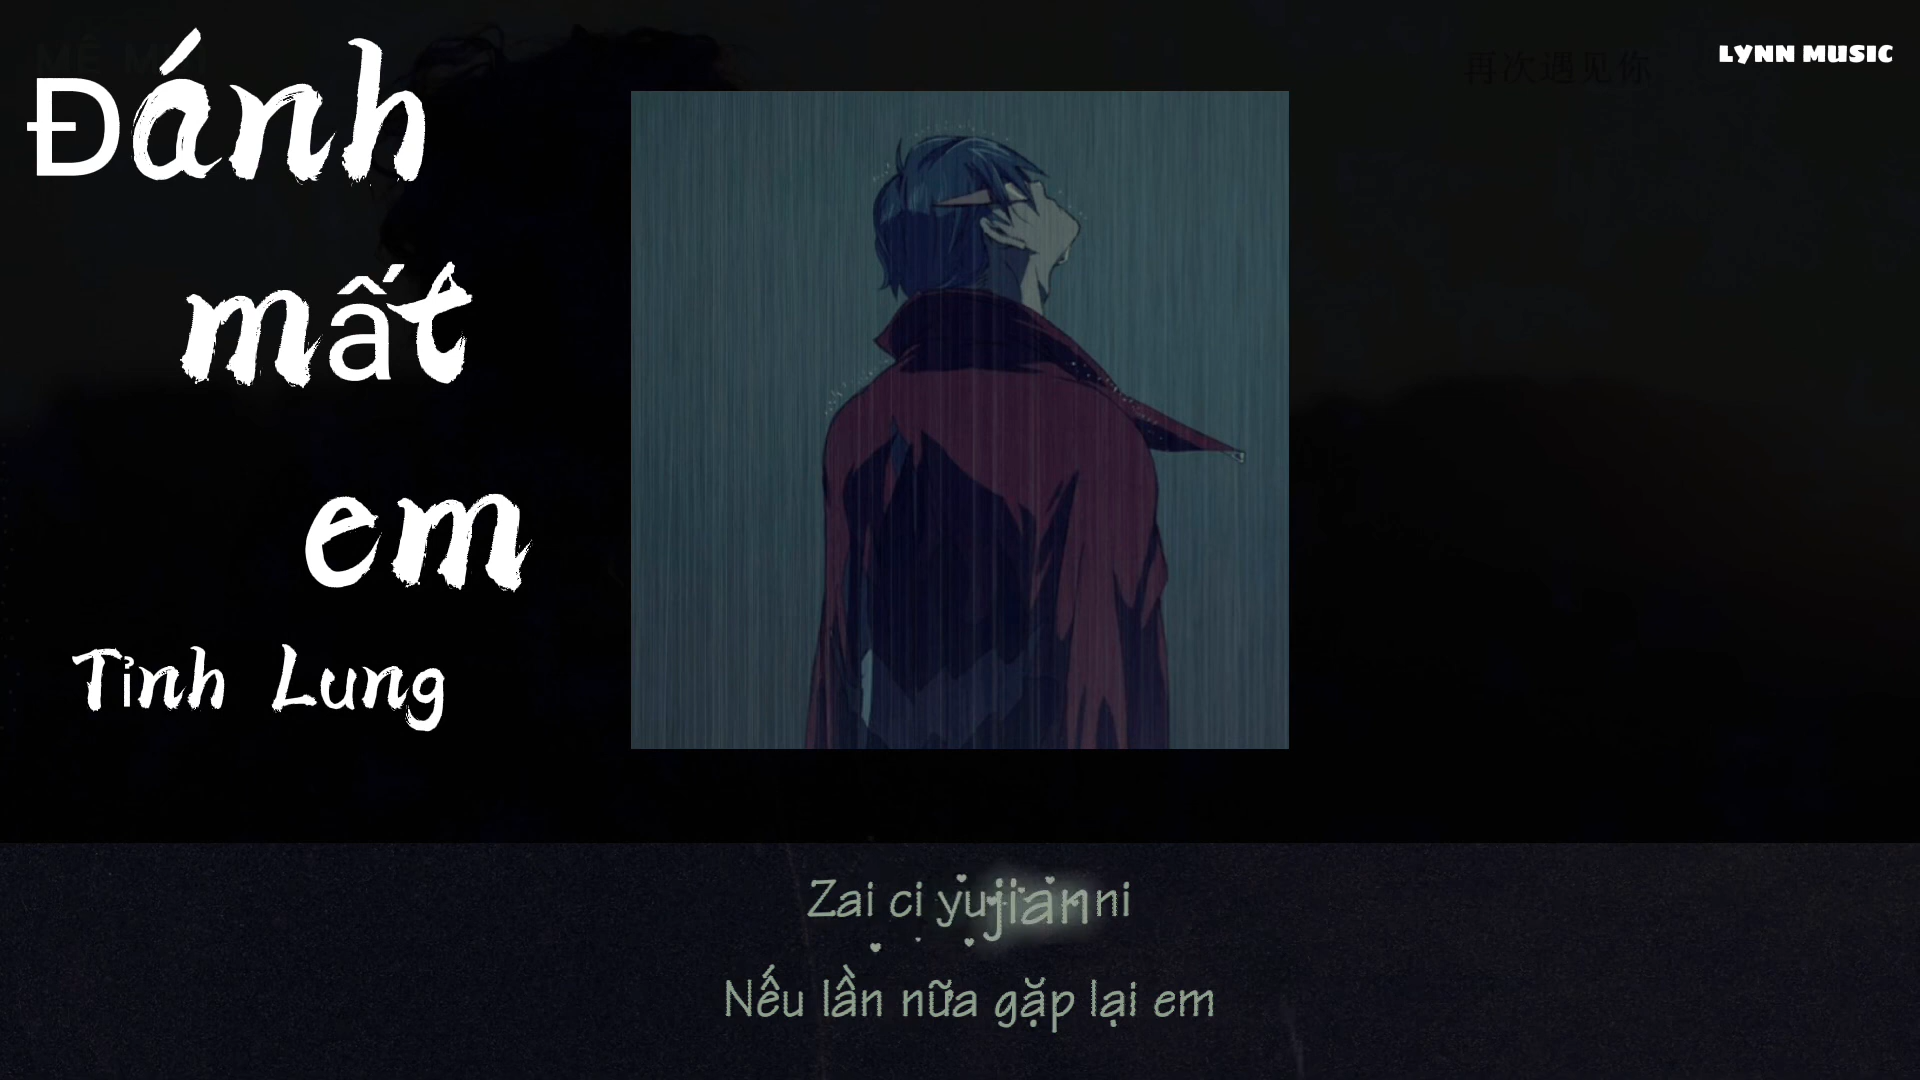 Đánh
mất
em
Tỉnh Lung
LYNN MUSIC
再次遇见你
Zai ci yujian ni
Nếu lần nữa gặp lại em